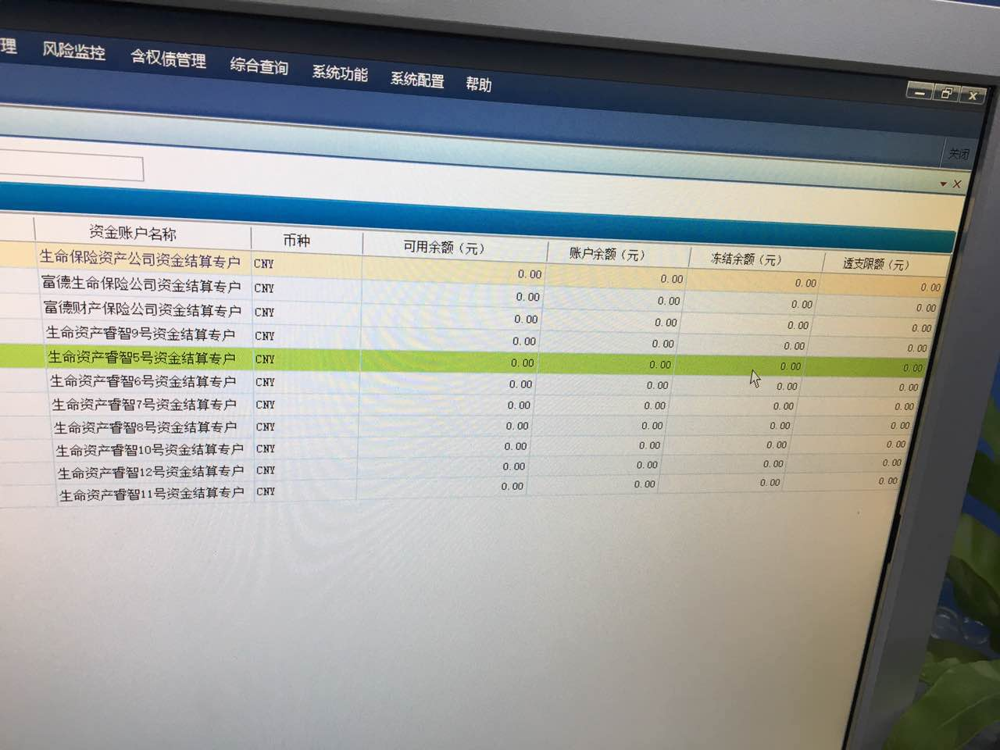 理 风险监控 含权债管理 综合查询 系统功能 系统配置 帮助
关闭
资金账户名称 币种 可用余额（元） 账户余额（元） 冻结余额（元） 透支限额（元）
生命保险资产公司资金结算专户 CNY 0.00 0.00 0.00 0.00
富德生命保险公司资金结算专户 CNY 0.00 0.00 0.00 0.00
富德财产保险公司资金结算专户 CNY 0.00 0.00 0.00 0.00
生命资产睿智9号资金结算专户 CNY 0.00 0.00 0.00 0.00
生命资产睿智5号资金结算专户 CNY 0.00 0.00 0.00 0.00
生命资产睿智6号资金结算专户 CNY 0.00 0.00 0.00 0.00
生命资产睿智7号资金结算专户 CNY 0.00 0.00 0.00 0.00
生命资产睿智8号资金结算专户 CNY 0.00 0.00 0.00 0.00
生命资产睿智10号资金结算专户 CNY 0.00 0.00 0.00 0.00
生命资产睿智12号资金结算专户 CNY 0.00 0.00 0.00 0.00
生命资产睿智11号资金结算专户 CNY 0.00 0.00 0.00 0.00